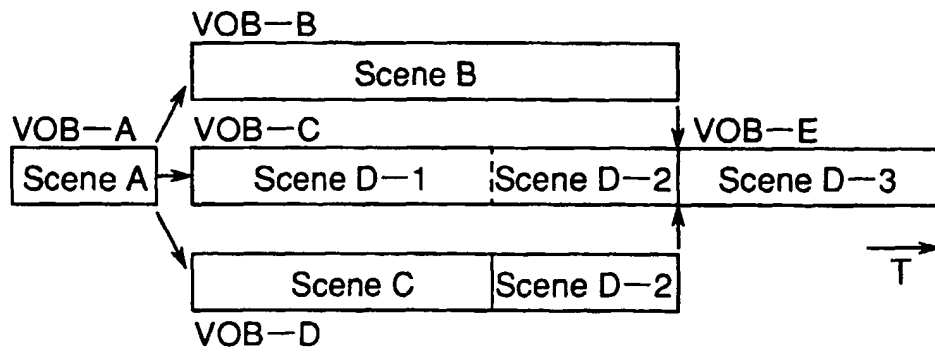 VOB—B
Scene B
VOB—A
VOB—C
VOB—E
Scene A
Scene D—1
Scene D—2
Scene D—3
T
Scene C
Scene D—2
VOB—D